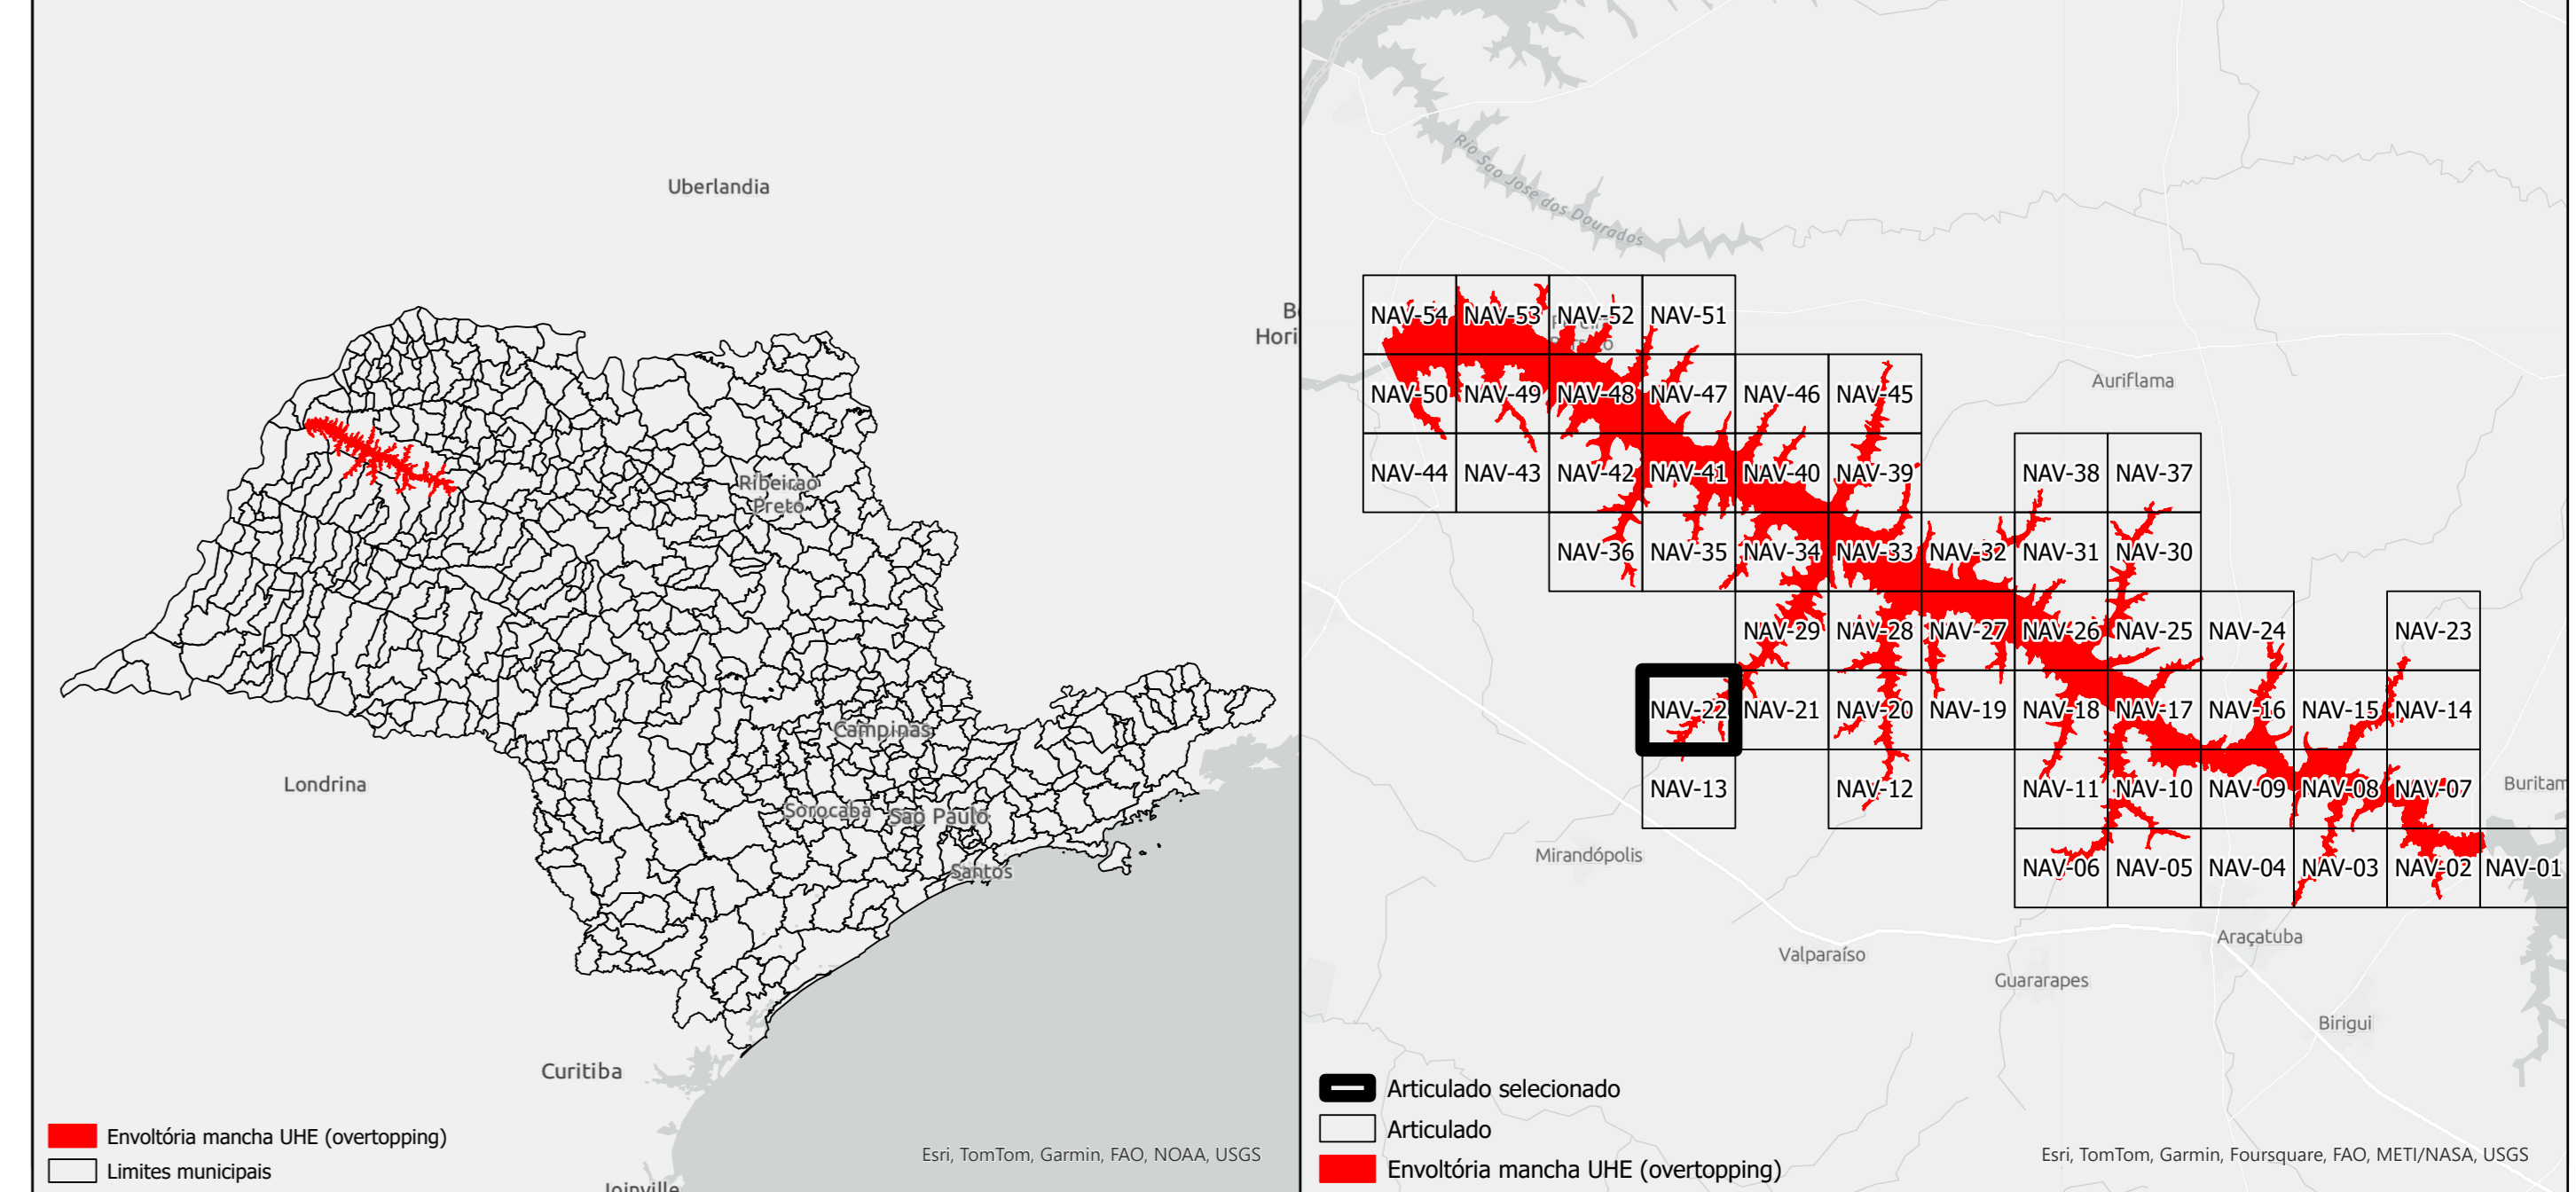 Uberlandia
Ribeirao
Preto
Campinas
Londrina
Sorocaba
Sao Paulo
Santos
Curitiba
Envoltória mancha UHE (overtopping)
Limites municipais
Esri, TomTom, Garmin, FAO, NOAA, USGS
Rio Sao Jose dos Dourados
NAV-54 NAV-53 NAV-52 NAV-51
NAV-50 NAV-49 NAV-48 NAV-47 NAV-46 NAV-45
Auriflama
NAV-44 NAV-43 NAV-42 NAV-41 NAV-40 NAV-39 NAV-38 NAV-37
NAV-36 NAV-35 NAV-34 NAV-33 NAV-32 NAV-31 NAV-30
NAV-29 NAV-28 NAV-27 NAV-26 NAV-25 NAV-24 NAV-23
NAV-22 NAV-21 NAV-20 NAV-19 NAV-18 NAV-17 NAV-16 NAV-15 NAV-14
NAV-13 NAV-12 NAV-11 NAV-10 NAV-09 NAV-08 NAV-07
Buritam
Mirandópolis
NAV-06 NAV-05 NAV-04 NAV-03 NAV-02 NAV-01
Araçatuba
Valparaíso
Guararapes
Birigui
Articulado selecionado
Articulado
Envoltória mancha UHE (overtopping)
Esri, TomTom, Garmin, Foursquare, FAO, METI/NASA, USGS